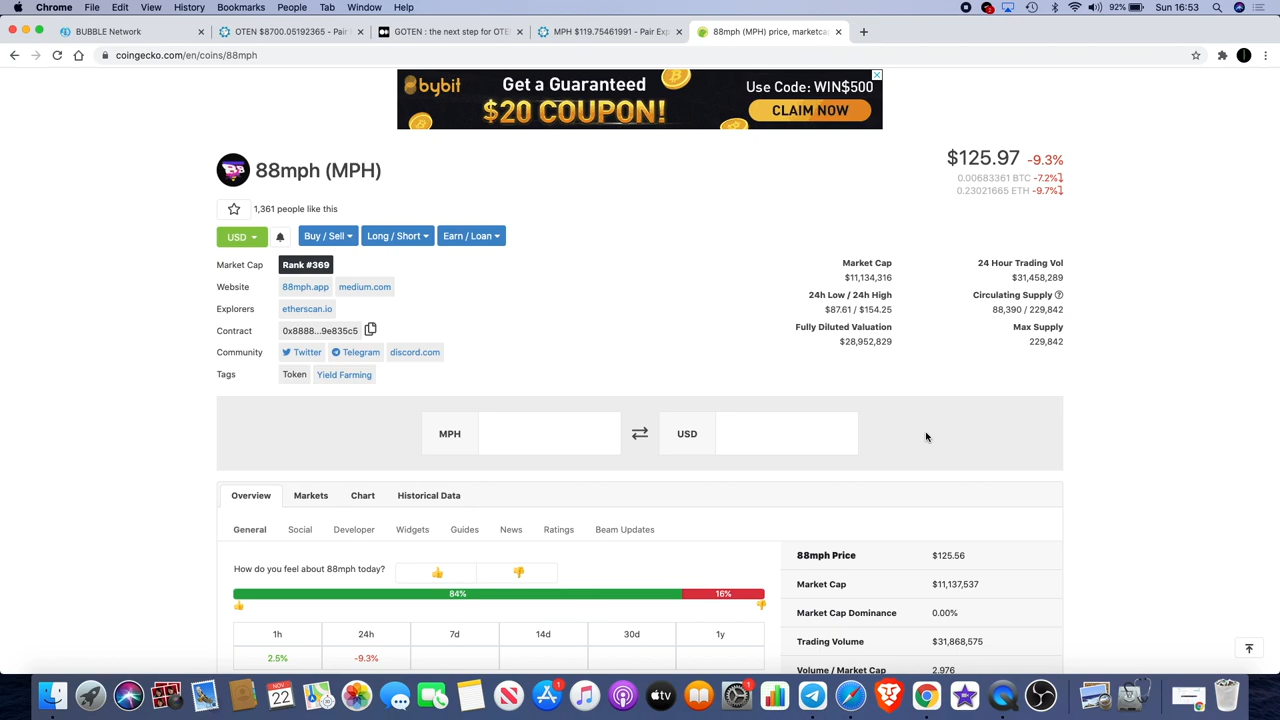 Chrome File Edit View History Bookmarks People Tab Window Help 92% Sun 16:53
BUBBLE Network OTEN $8700.05192365 - Pair GOTEN : the next step for OTE MPH $119.75461991 - Pair Exp 88mph (MPH) price, marketca
coingecko.com/en/coins/88mph
BYBIT
Get a Guaranteed
$20 COUPON!
Use Code: WIN$500
CLAIM NOW
88mph (MPH)
$125.97 -9.3%
0.00683361 BTC -7.2%
0.23021665 ETH -9.7%
1,361 people like this
USD Buy / Sell Long / Short Earn / Loan
Market Cap Rank #369
Website 88mph.app medium.com
Explorers etherscan.io
Contract 0x8888...9e835c5
Community Twitter Telegram discord.com
Tags Token Yield Farming
Market Cap 24 Hour Trading Vol
$11,134,316 $31,458,289
24h Low / 24h High Circulating Supply
$87.61 / $154.25 88,390 / 229,842
Fully Diluted Valuation Max Supply
$28,952,829 229,842
MPH USD
Overview Markets Chart Historical Data
General Social Developer Widgets Guides News Ratings Beam Updates
How do you feel about 88mph today?
84% 16%
1h 24h 7d 14d 30d 1y
2.5% -9.3%
88mph Price $125.56
Market Cap $11,137,537
Market Cap Dominance 0.00%
Trading Volume $31,868,575
Volume / Market Cap 2.976
NOV
22
1
1
tv